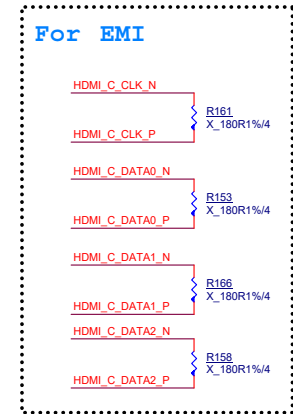 For EMI
HDMI_C_CLK_N
R161
X_180R1%/4
HDMI_C_CLK_P
HDMI_C_DATA0_N
R153
X_180R1%/4
HDMI_C_DATA0_P
HDMI_C_DATA1_N
R166
X_180R1%/4
HDMI_C_DATA1_P
HDMI_C_DATA2_N
R158
X_180R1%/4
HDMI_C_DATA2_P